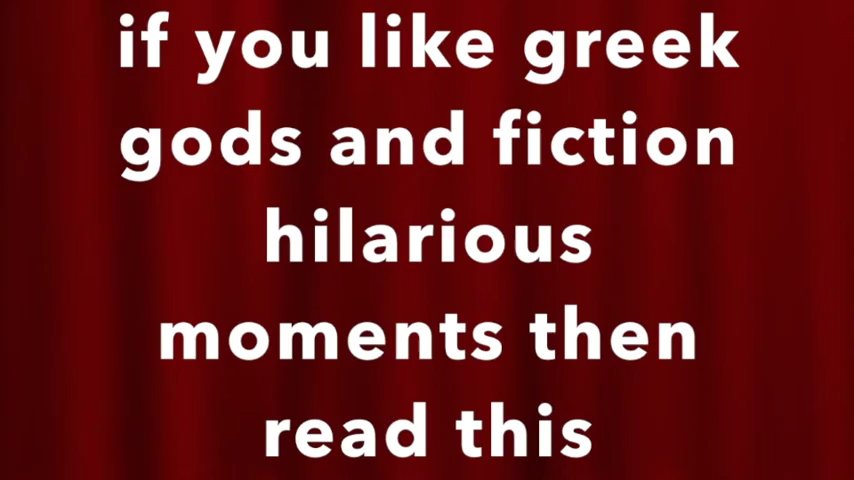 if you like greek
gods and fiction
hilarious
moments then
read this